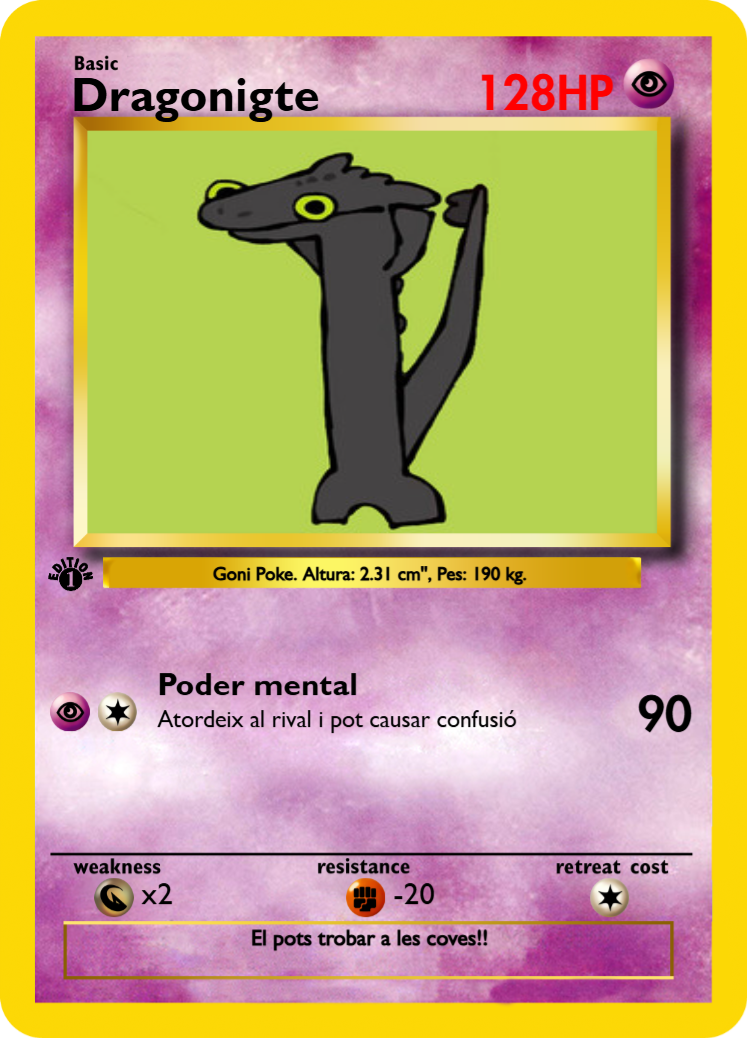 Basic
Dragonigte
128HP
EDITION
1
Goni Poke. Altura: 2.31 cm", Pes: 190 kg.
Poder mental
Atordeix al rival i pot causar confusió
90
weakness resistance retreat cost
x2 -20
El pots trobar a les coves!!